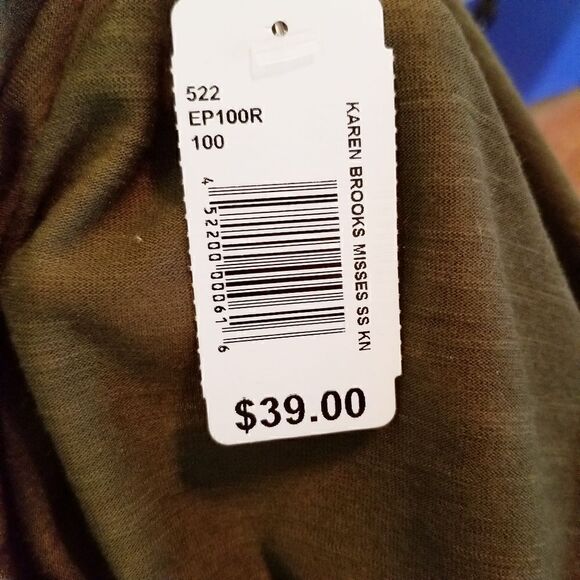 522
EP100R
100
KAREN BROOKS MISSES SS KN
4 52200 00061 6
$39.00